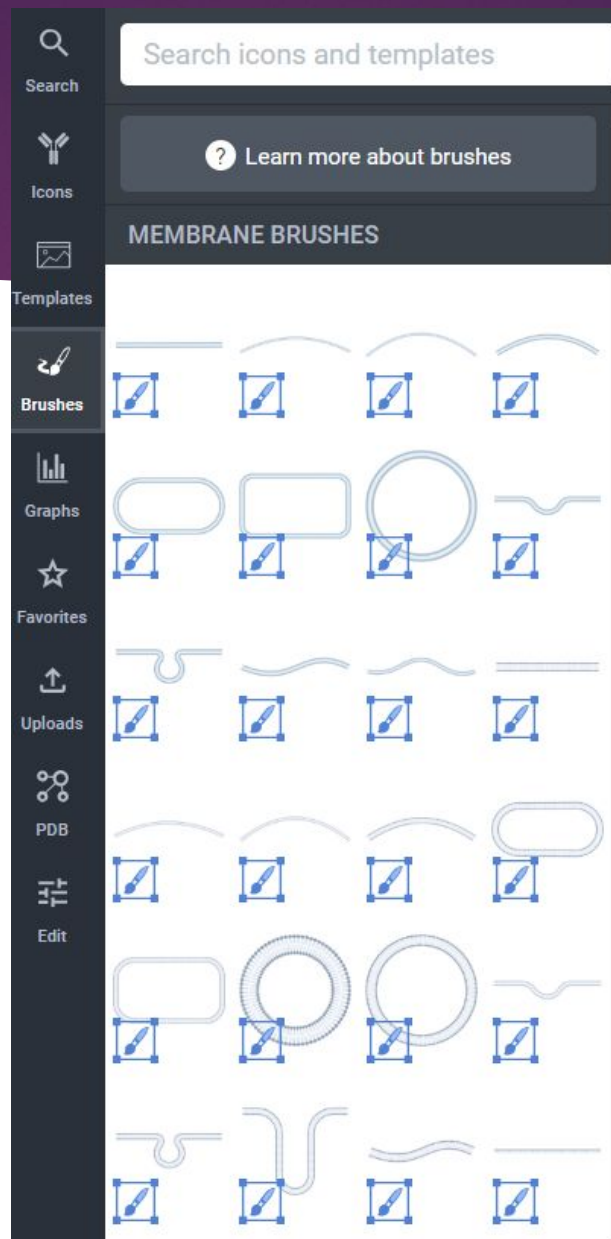 Search
Icons
Templates
Brushes
Graphs
Favorites
Uploads
PDB
Edit
Search icons and templates
? Learn more about brushes
MEMBRANE BRUSHES